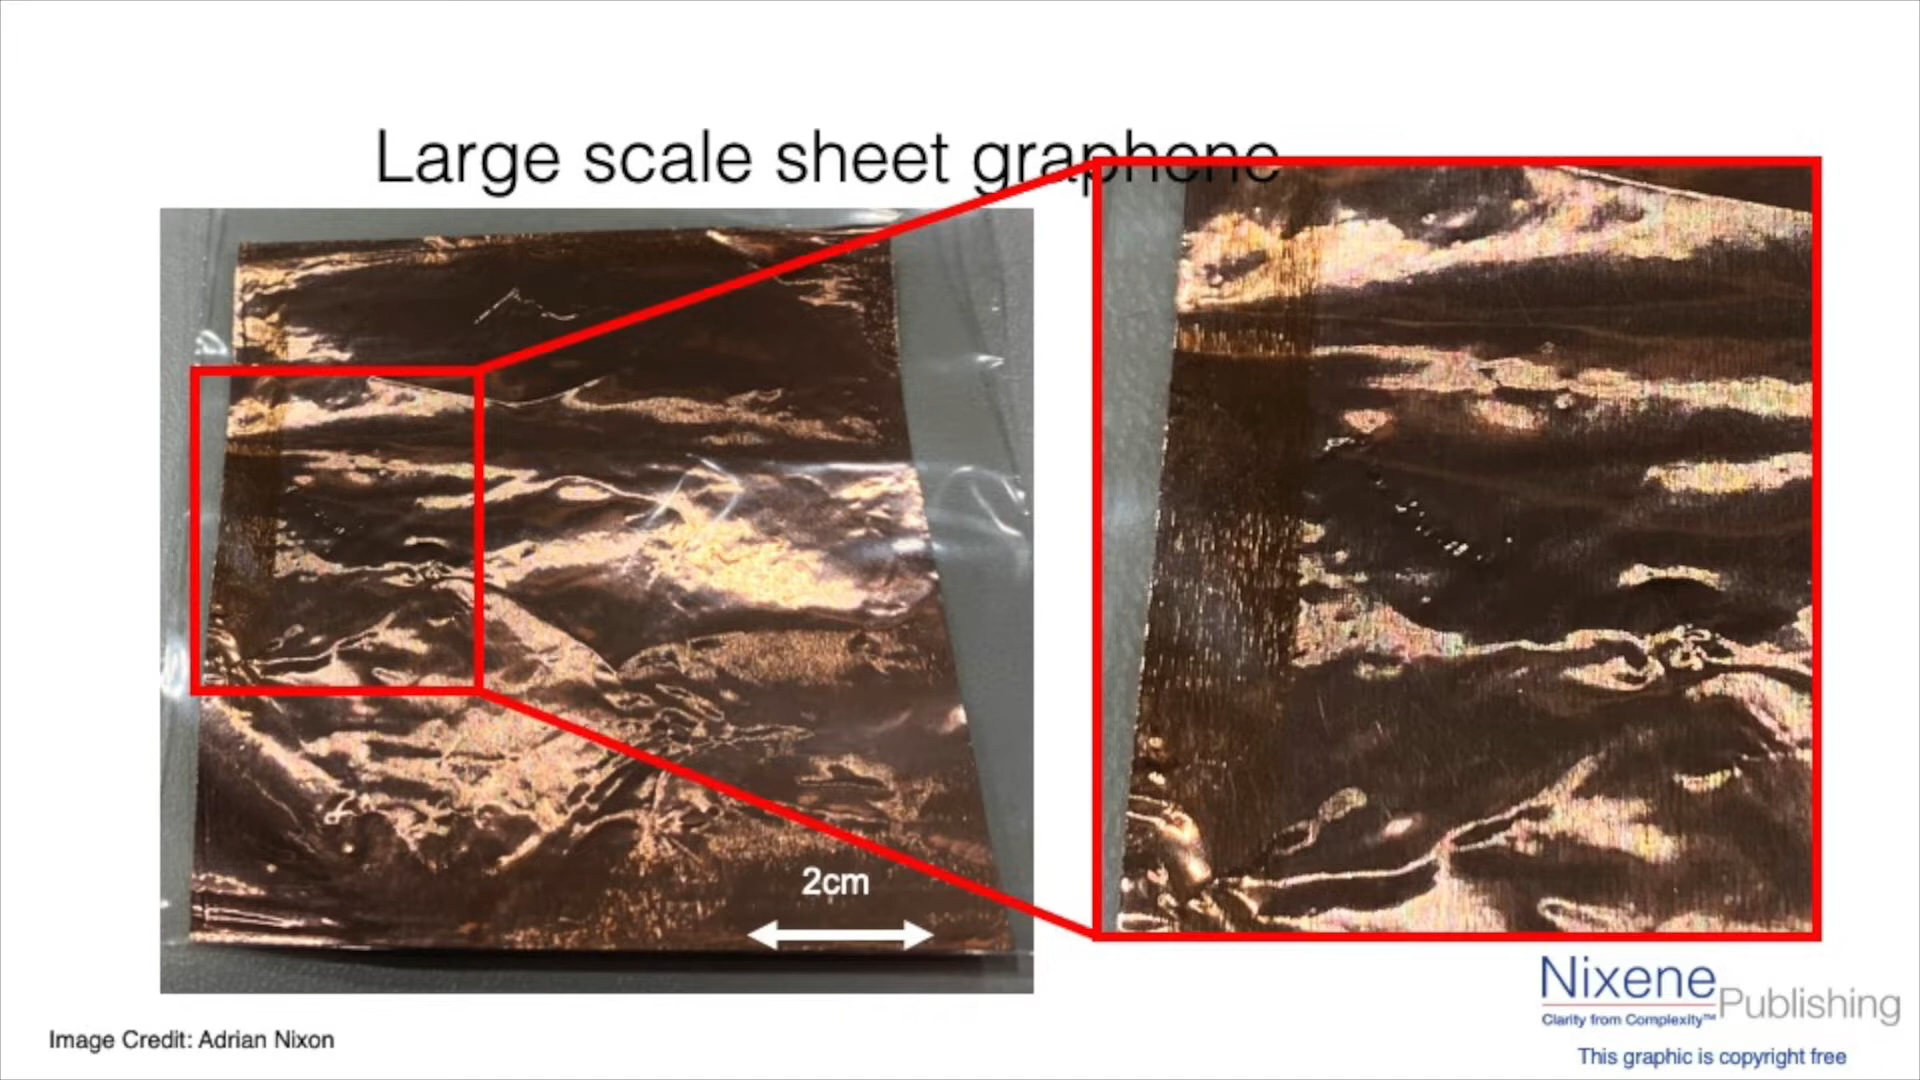 Large scale sheet graphene
2cm
Nixene Publishing
Clarity from Complexity™
Image Credit: Adrian Nixon
This graphic is copyright free